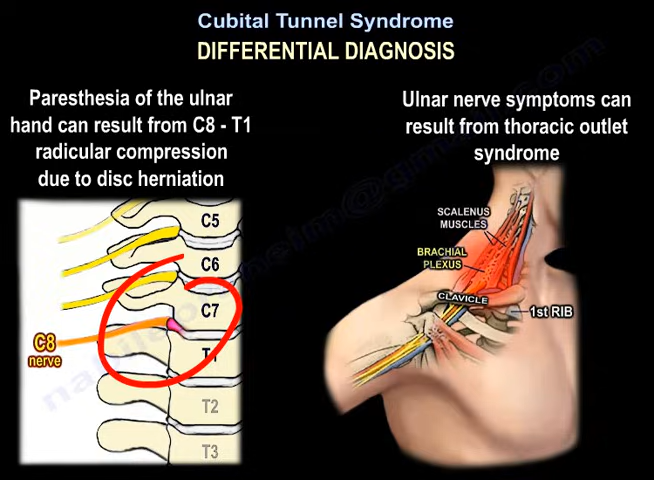 Cubital Tunnel Syndrome
DIFFERENTIAL DIAGNOSIS
Paresthesia of the ulnar
hand can result from C8 - T1
radicular compression
due to disc herniation
Ulnar nerve symptoms can
result from thoracic outlet
syndrome
C5
C6
C7
C8
nerve
T1
T2
T3
SCALENUS
MUSCLES
BRACHIAL
PLEXUS
CLAVICLE
1st RIB